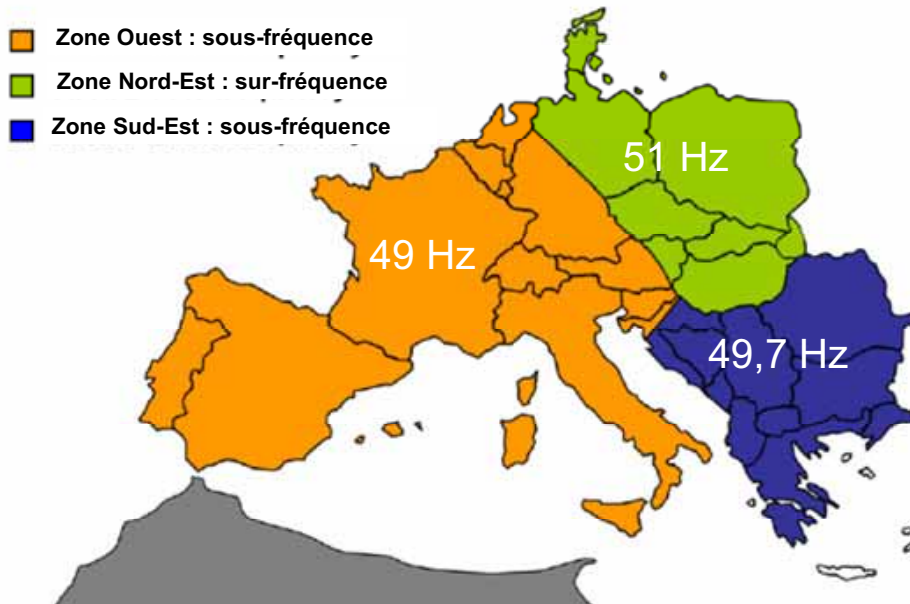 Zone Ouest : sous-fréquence
Zone Nord-Est : sur-fréquence
Zone Sud-Est : sous-fréquence
51 Hz
49 Hz
49,7 Hz